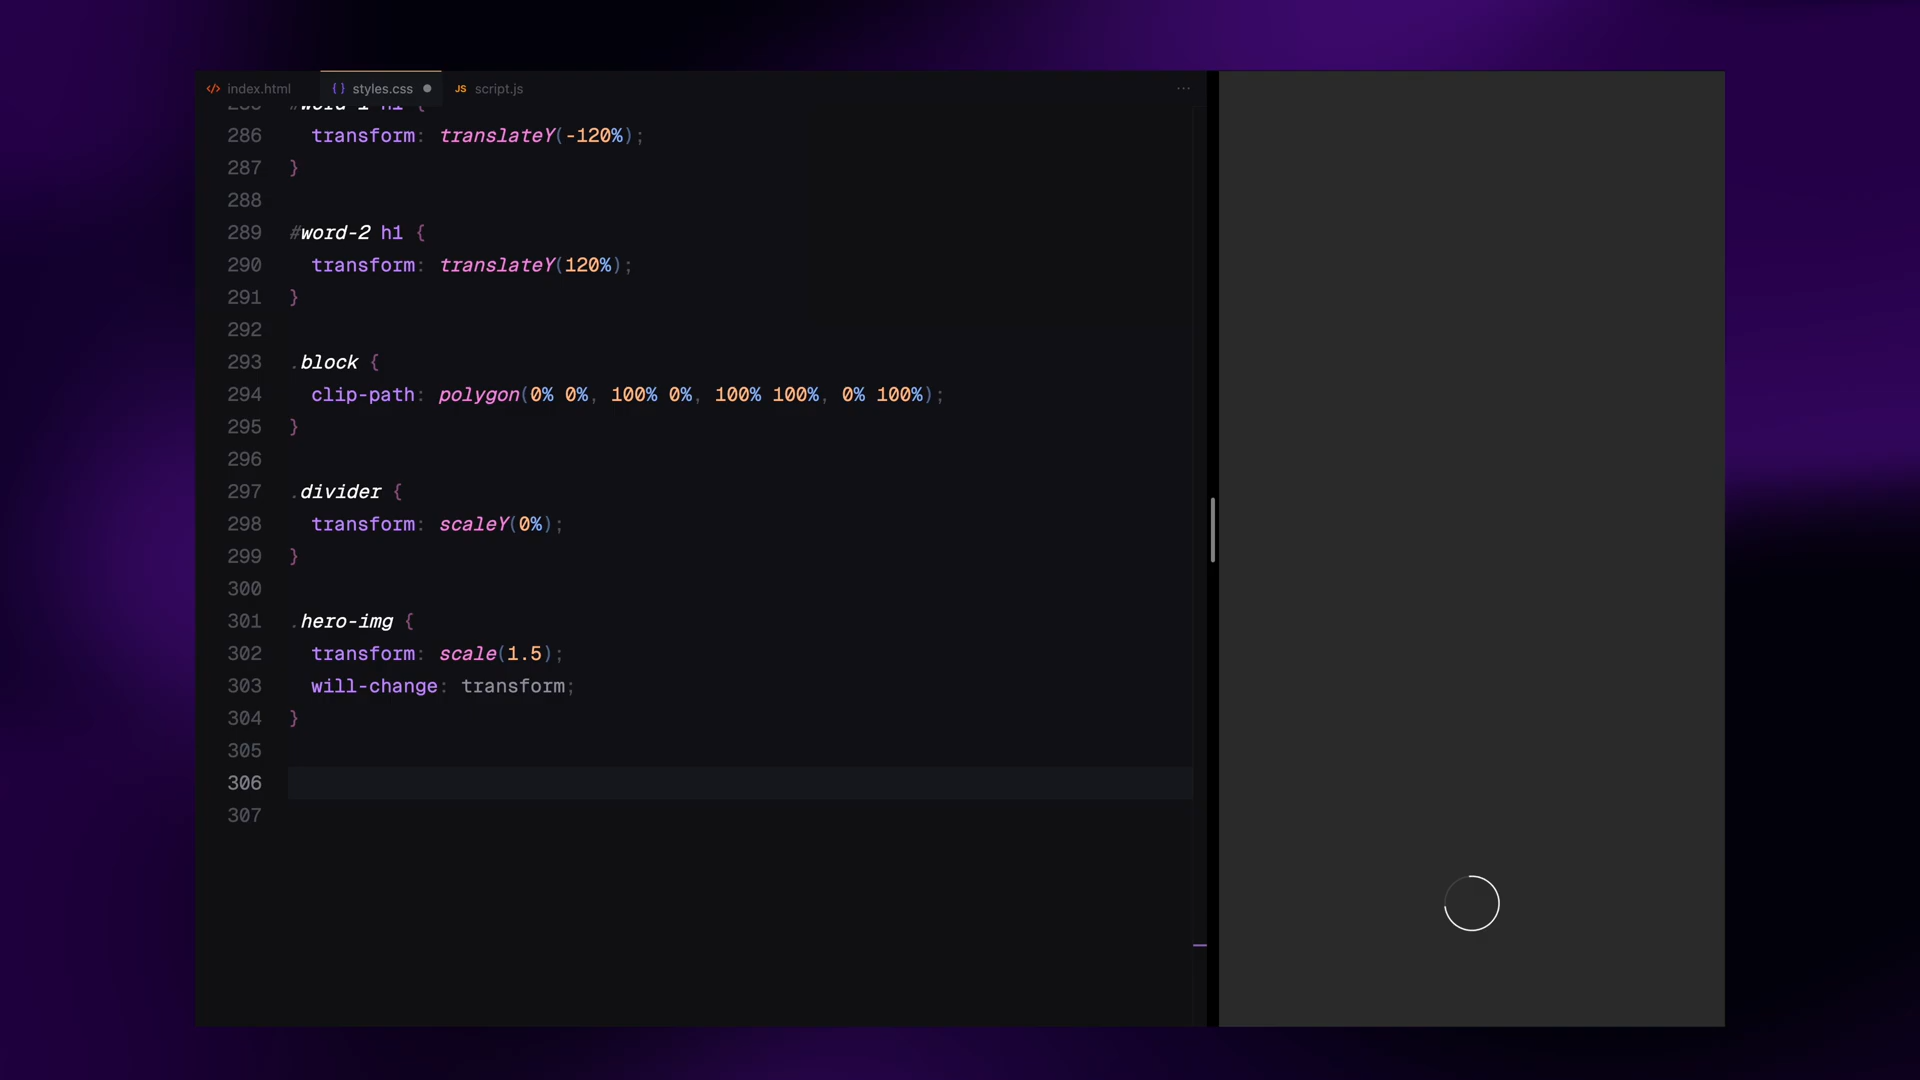 index.html
{ } styles.css
JS script.js
...
#word-1 h1 {
286 transform: translateY(-120%);
287 }
288
289 #word-2 h1 {
290 transform: translateY(120%);
291 }
292
293 .block {
294 clip-path: polygon(0% 0%, 100% 0%, 100% 100%, 0% 100%);
295 }
296
297 .divider {
298 transform: scaleY(0%);
299 }
300
301 .hero-img {
302 transform: scale(1.5);
303 will-change: transform;
304 }
305
306
307